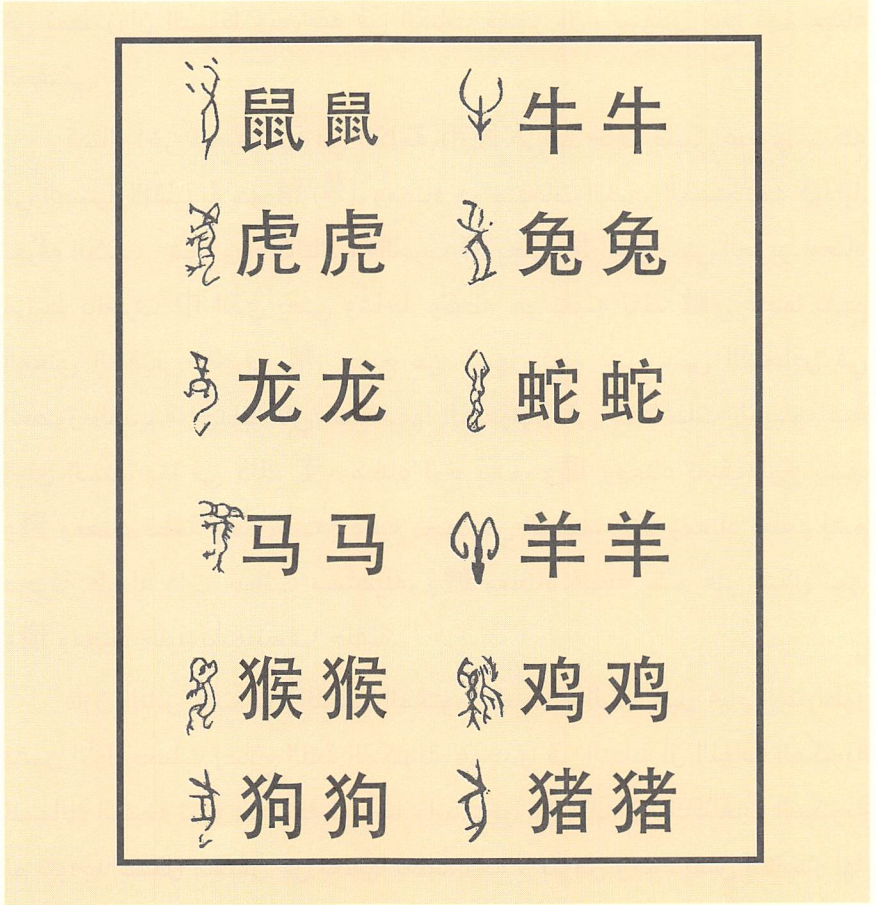 鼠 鼠 牛 牛
虎 虎 兔 兔
龙 龙 蛇 蛇
马 马 羊 羊
猴 猴 鸡 鸡
狗 狗 猪 猪